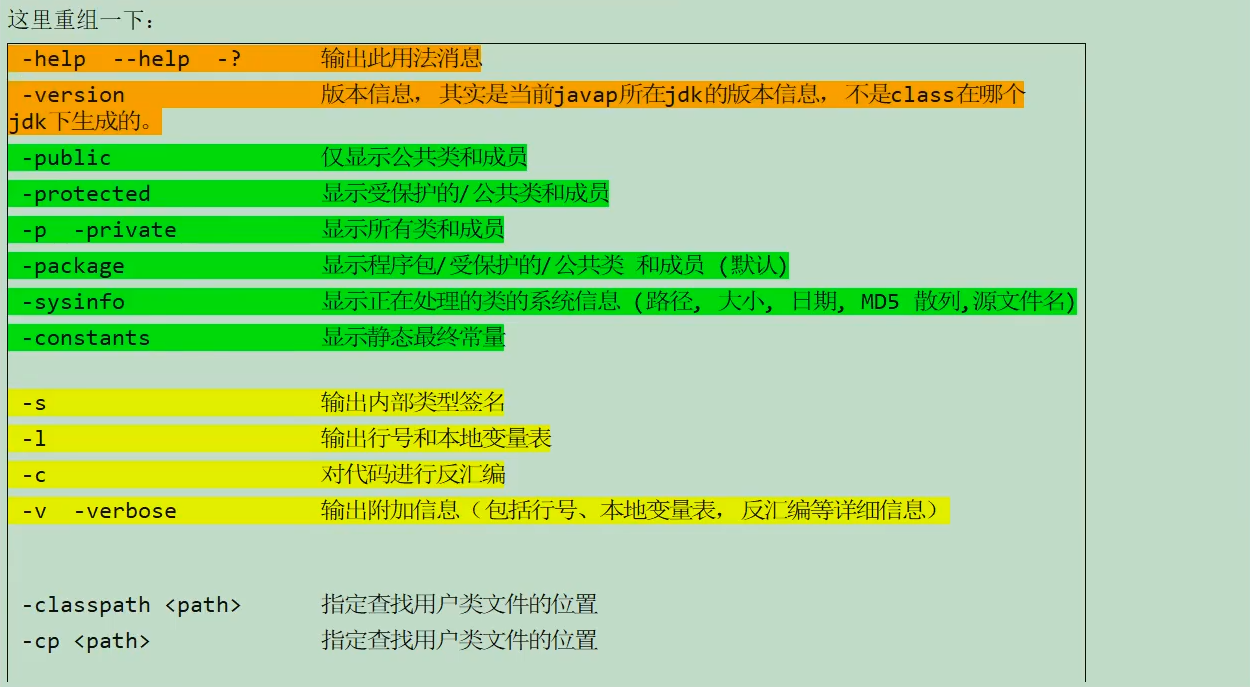 这里重组一下:
-help --help -? 输出此用法消息
-version 版本信息, 其实是当前javap所在jdk的版本信息, 不是class在哪个
jdk下生成的。
-public 仅显示公共类和成员
-protected 显示受保护的/公共类和成员
-p -private 显示所有类和成员
-package 显示程序包/受保护的/公共类 和成员 (默认)
-sysinfo 显示正在处理的类的系统信息 (路径, 大小, 日期, MD5 散列,源文件名)
-constants 显示静态最终常量
-s 输出内部类型签名
-l 输出行号和本地变量表
-c 对代码进行反汇编
-v -verbose 输出附加信息（包括行号、本地变量表, 反汇编等详细信息）
-classpath <path> 指定查找用户类文件的位置
-cp <path> 指定查找用户类文件的位置